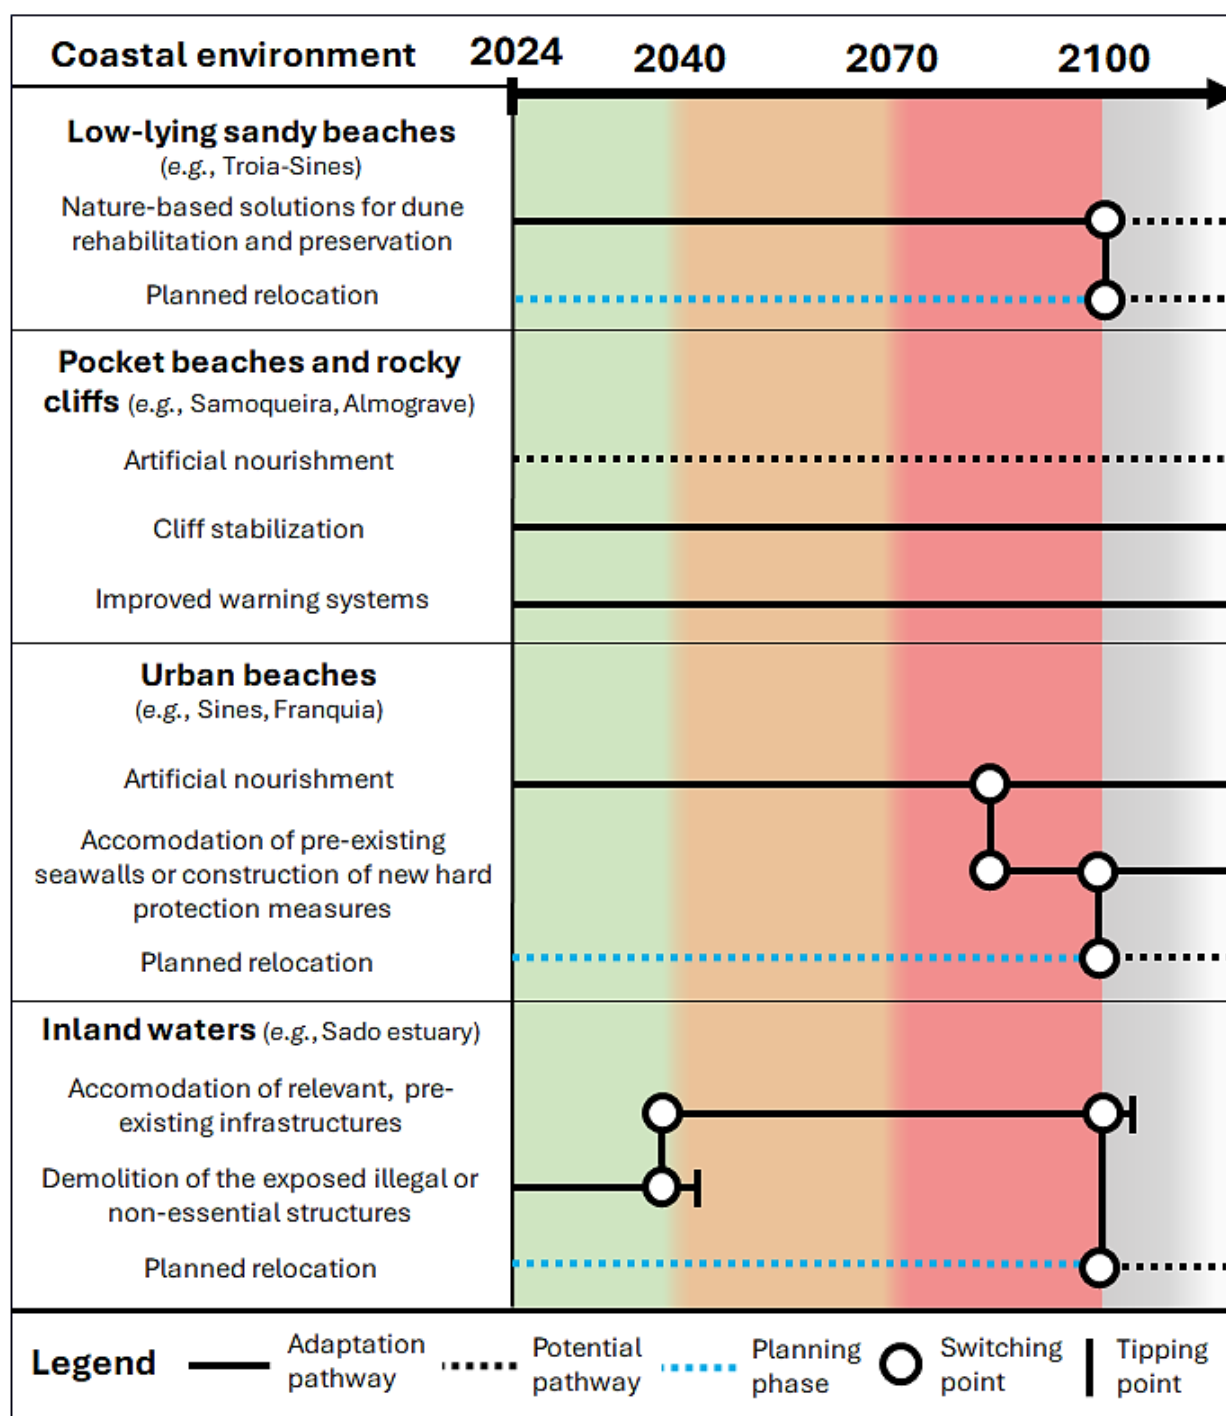 Coastal environment 2024 2040 2070 2100
Low-lying sandy beaches
(e.g., Troia-Sines)
Nature-based solutions for dune
rehabilitation and preservation
Planned relocation
Pocket beaches and rocky
cliffs (e.g., Samoqueira, Almograve)
Artificial nourishment
Cliff stabilization
Improved warning systems
Urban beaches
(e.g., Sines, Franquia)
Artificial nourishment
Accomodation of pre-existing
seawalls or construction of new hard
protection measures
Planned relocation
Inland waters (e.g., Sado estuary)
Accomodation of relevant, pre-
existing infrastructures
Demolition of the exposed illegal or
non-essential structures
Planned relocation
Legend
Adaptation
pathway
Potential
pathway
Planning
phase
Switching
point
Tipping
point